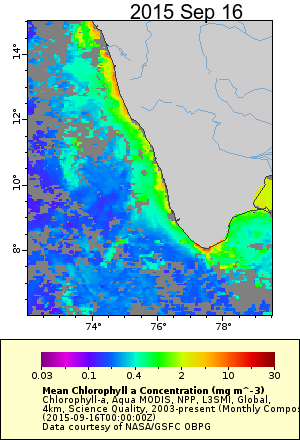 2015 Sep 16
14°
12°
10°
8°
74° 76° 78°
0.03 0.1 0.4 1 3 10 30
Mean Chlorophyll a Concentration (mg m^-3)
Chlorophyll-a, Aqua MODIS, NPP, L3SMI, Global,
4km, Science Quality, 2003-present (Monthly Compos
(2015-09-16T00:00:00Z)
Data courtesy of NASA/GSFC OBPG